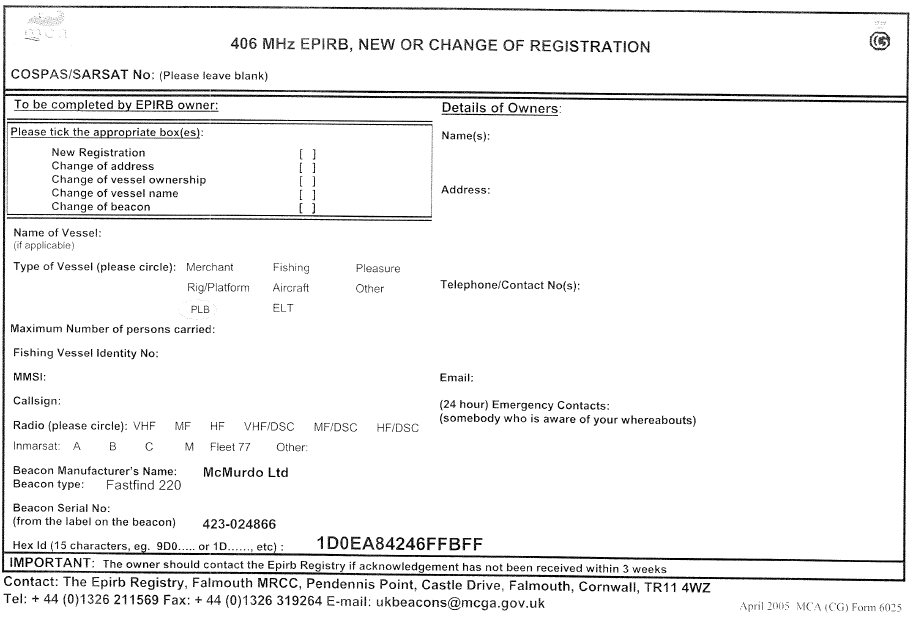 MCA
406 MHz EPIRB, NEW OR CHANGE OF REGISTRATION
COSPAS/SARSAT No: (Please leave blank)
To be completed by EPIRB owner:
Please tick the appropriate box(es):
New Registration [ ]
Change of address [ ]
Change of vessel ownership [ ]
Change of vessel name [ ]
Change of beacon [ ]
Name of Vessel:
(if applicable)
Type of Vessel (please circle): Merchant Fishing Pleasure
Rig/Platform Aircraft Other
PLB ELT
Maximum Number of persons carried:
Fishing Vessel Identity No:
MMSI:
Callsign:
Radio (please circle): VHF MF HF VHF/DSC MF/DSC HF/DSC
Inmarsat: A B C M Fleet 77 Other:
Beacon Manufacturer's Name: McMurdo Ltd
Beacon type: Fastfind 220
Beacon Serial No:
(from the label on the beacon) 423-024866
Hex Id (15 characters, eg. 9D0..... or 1D......, etc) : 1D0EA84246FFBFF
Details of Owners:
Name(s):
Address:
Telephone/Contact No(s):
Email:
(24 hour) Emergency Contacts:
(somebody who is aware of your whereabouts)
IMPORTANT: The owner should contact the Epirb Registry if acknowledgement has not been received within 3 weeks
Contact: The Epirb Registry, Falmouth MRCC, Pendennis Point, Castle Drive, Falmouth, Cornwall, TR11 4WZ
Tel: + 44 (0)1326 211569 Fax: + 44 (0)1326 319264 E-mail: ukbeacons@mcga.gov.uk
April 2005 MCA (CG) Form 6025